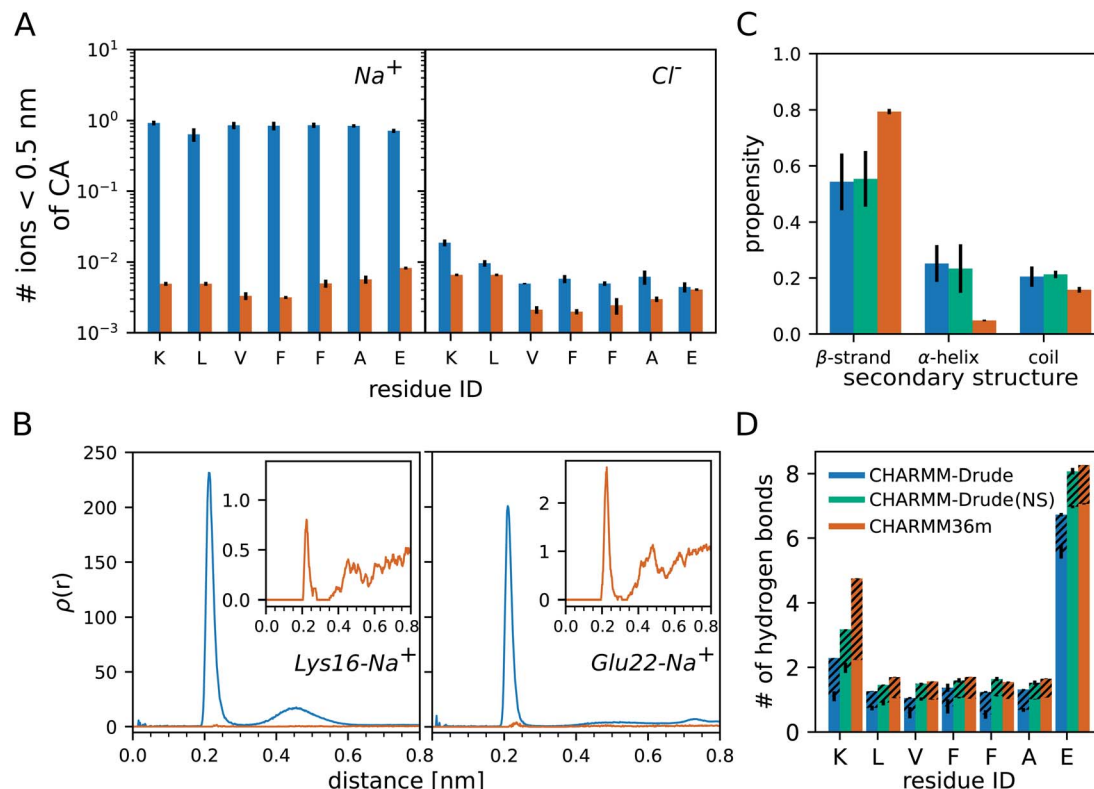 A
# ions < 0.5 nm
of CA
10¹
10⁰
10⁻¹
10⁻²
10⁻³
Na⁺
Cl⁻
K L V F F A E
K L V F F A E
residue ID
C
propensity
1.0
0.8
0.6
0.4
0.2
0.0
β-strand α-helix coil
secondary structure
B
ρ(r)
250
200
150
100
50
0
1.0
0.5
0.0
0.0 0.2 0.4 0.6 0.8
Lys16-Na⁺
2
1
0
0.0 0.2 0.4 0.6 0.8
Glu22-Na⁺
0.0 0.2 0.4 0.6 0.8
0.2 0.4 0.6 0.8
distance [nm]
D
# of hydrogen bonds
8
6
4
2
0
CHARMM-Drude
CHARMM-Drude(NS)
CHARMM36m
K L V F F A E
residue ID